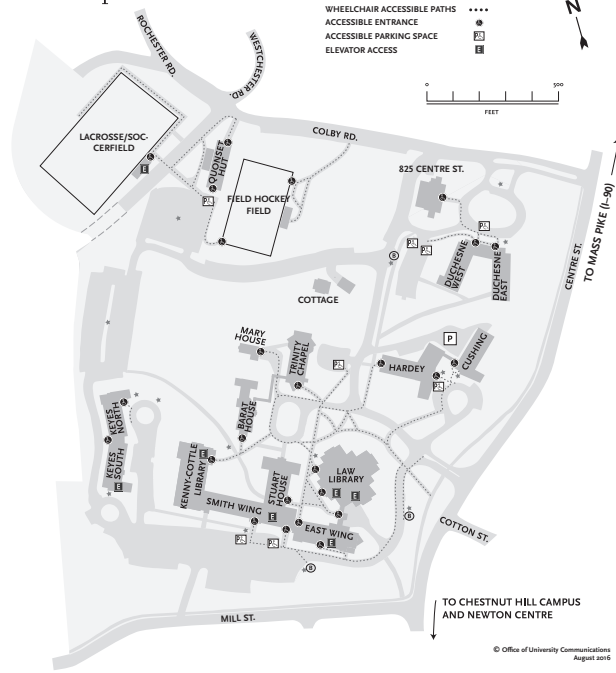 WHEELCHAIR ACCESSIBLE PATHS
ACCESSIBLE ENTRANCE
ACCESSIBLE PARKING SPACE
ELEVATOR ACCESS
E
N
0 500
FEET
ROCHESTER RD.
WESTCHESTER RD.
COLBY RD.
LACROSSE/SOC-
CERFIELD
E
QUONSET
HUT
P
FIELD HOCKEY
FIELD
825 CENTRE ST.
TO MASS PIKE (I–90)
CENTRE ST.
P
P
P
B
DUCHESNE
WEST
DUCHESNE
EAST
COTTAGE
MARY
HOUSE
TRINITY
CHAPEL
P
P
HARDEY
CUSHING
P
KEYES
NORTH
BARAT
HOUSE
KEYES
SOUTH
E
KENNY-COTTLE
LIBRARY
E
STUART
HOUSE
LAW
LIBRARY
E
E
SMITH WING
E
EAST WING
E
P
P
B
B
COTTON ST.
MILL ST.
TO CHESTNUT HILL CAMPUS
AND NEWTON CENTRE
© Office of University Communications
August 2016